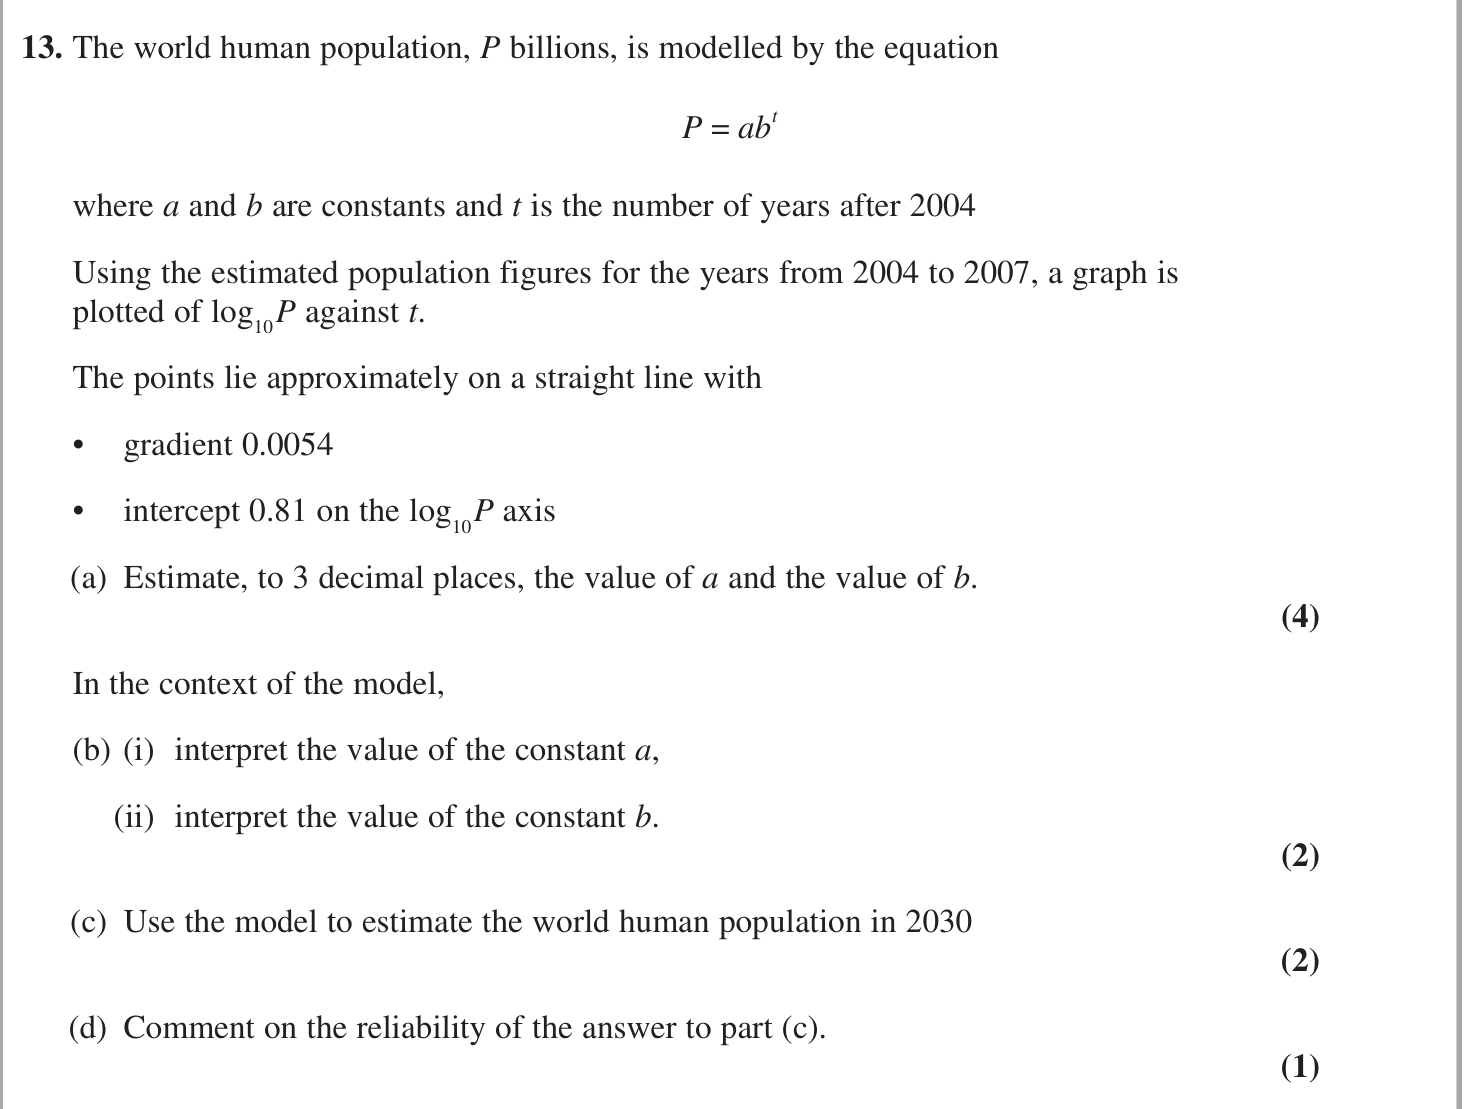 13. The world human population, P billions, is modelled by the equation
P = abᵗ
where a and b are constants and t is the number of years after 2004
Using the estimated population figures for the years from 2004 to 2007, a graph is
plotted of log₁₀P against t.
The points lie approximately on a straight line with
• gradient 0.0054
• intercept 0.81 on the log₁₀P axis
(a) Estimate, to 3 decimal places, the value of a and the value of b.
(4)
In the context of the model,
(b) (i) interpret the value of the constant a,
(ii) interpret the value of the constant b.
(2)
(c) Use the model to estimate the world human population in 2030
(2)
(d) Comment on the reliability of the answer to part (c).
(1)